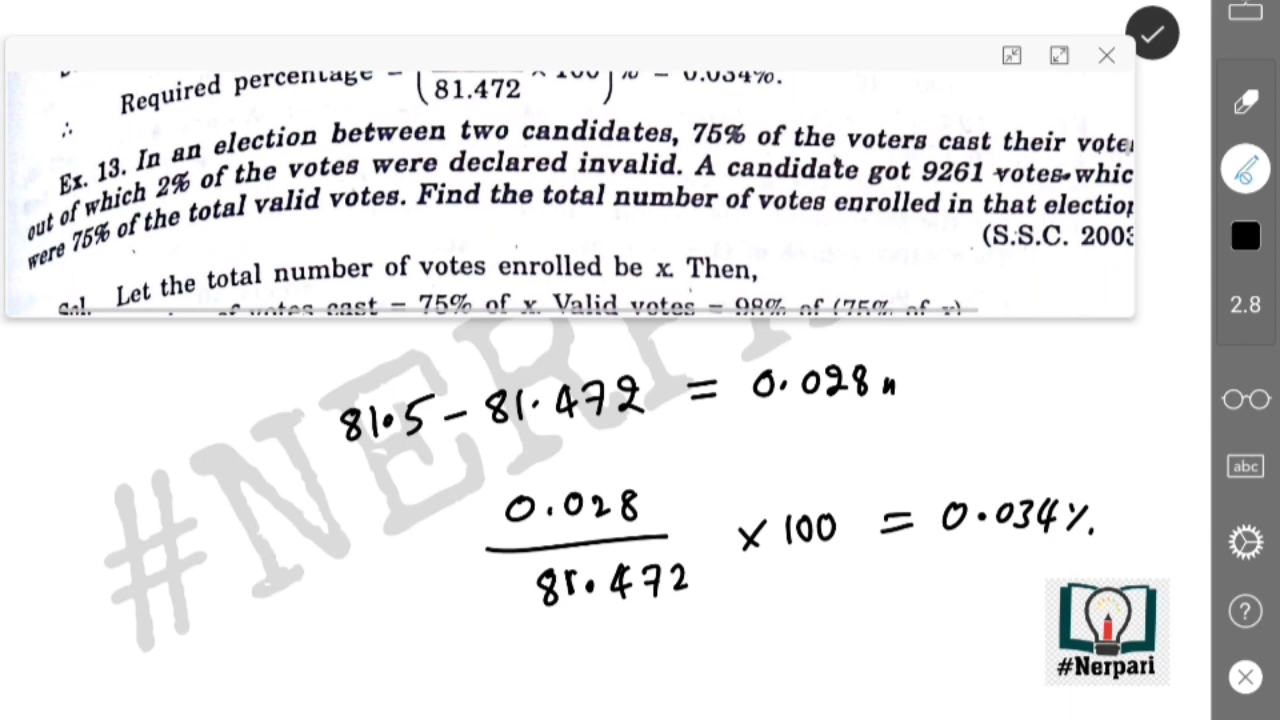 ∴ Required percentage = ( 81.472 × 100 ) % = 0.034%.
Ex. 13. In an election between two candidates, 75% of the voters cast their votes
out of which 2% of the votes were declared invalid. A candidate got 9261 votes whic
were 75% of the total valid votes. Find the total number of votes enrolled in that election
(S.S.C. 2003
Sol. Let the total number of votes enrolled be x. Then,
of votes cast = 75% of x. Valid votes = 98% of (75% of x)
#NERPARI
81.5 - 81.472 = 0.028
0.028
81.472
× 100 = 0.034%.
#Nerpari
2.8
abc
?